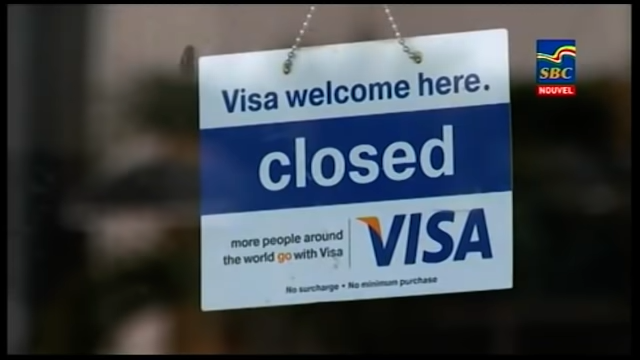 SBC
NOUVEL
Visa welcome here.
closed
more people around
the world go with Visa
VISA
No surcharge • No minimum purchase